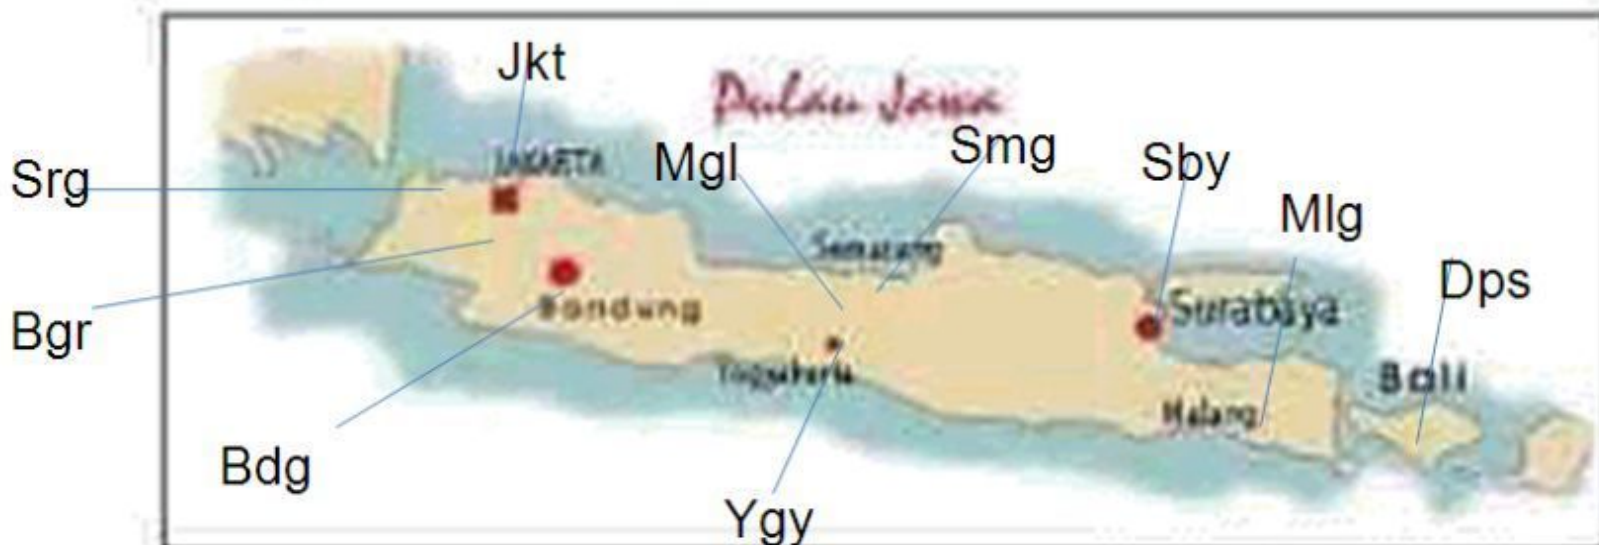 Jkt
Pulau Jawa
JAKARTA
Mgl
Smg
Sby
Srg
Mlg
Semarang
Dps
Bandung
Surabaya
Bgr
Yogyakarta
Bali
Malang
Bdg
Ygy